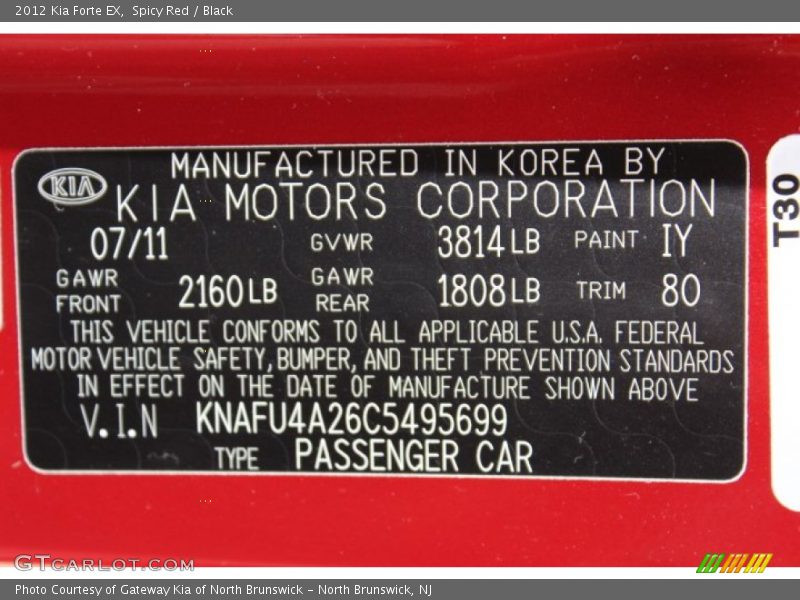 2012 Kia Forte EX, Spicy Red / Black
MANUFACTURED IN KOREA BY
KIA KIA MOTORS CORPORATION
07/11 GVWR 3814 LB PAINT IY
GAWR FRONT 2160 LB GAWR REAR 1808 LB TRIM 80
THIS VEHICLE CONFORMS TO ALL APPLICABLE U.S.A. FEDERAL
MOTOR VEHICLE SAFETY, BUMPER, AND THEFT PREVENTION STANDARDS
IN EFFECT ON THE DATE OF MANUFACTURE SHOWN ABOVE
V.I.N KNAFU4A26C5495699
TYPE PASSENGER CAR
T30
GTCARLOT.COM
Photo Courtesy of Gateway Kia of North Brunswick - North Brunswick, NJ